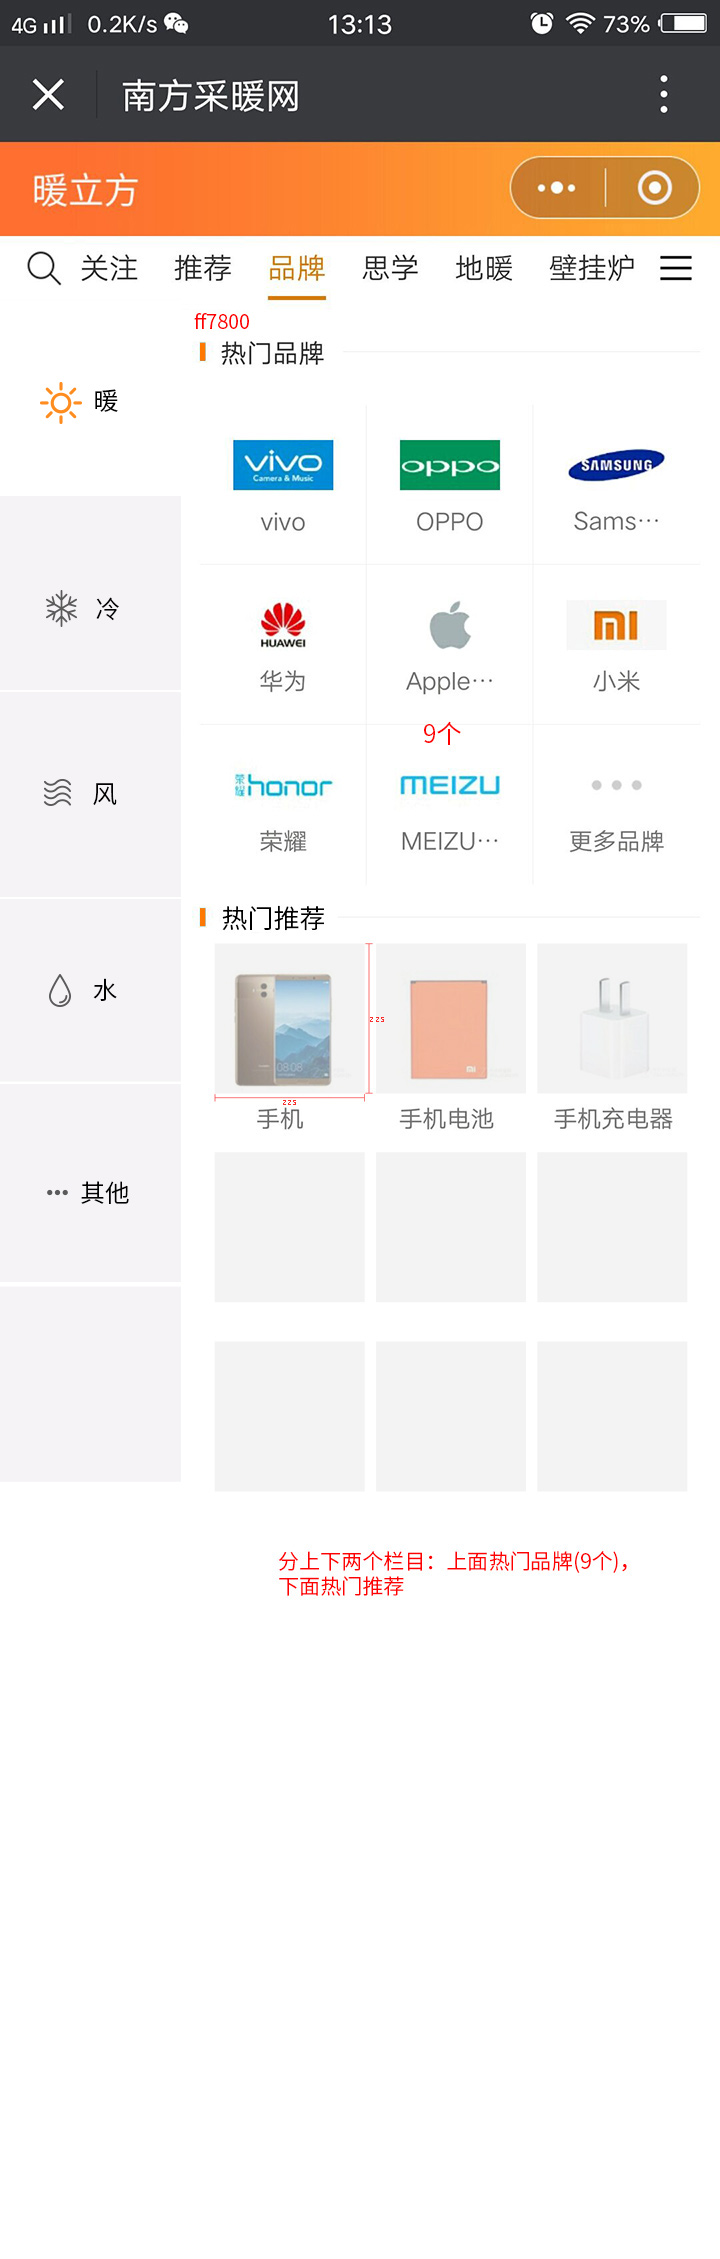 4G 0.2K/s 13:13 73%
南方采暖网
暖立方
关注 推荐 品牌 思学 地暖 壁挂炉
ff7800
热门品牌
暖
vivo
Camera & Music
oppo
SAMSUNG
vivo OPPO Sams···
冷
HUAWEI
mi
华为 Apple··· 小米
9个
风
荣耀honor MEIZU
荣耀 MEIZU··· 更多品牌
热门推荐
水
08:08
mi
225
225
手机 手机电池 手机充电器
其他
分上下两个栏目：上面热门品牌(9个)，
下面热门推荐